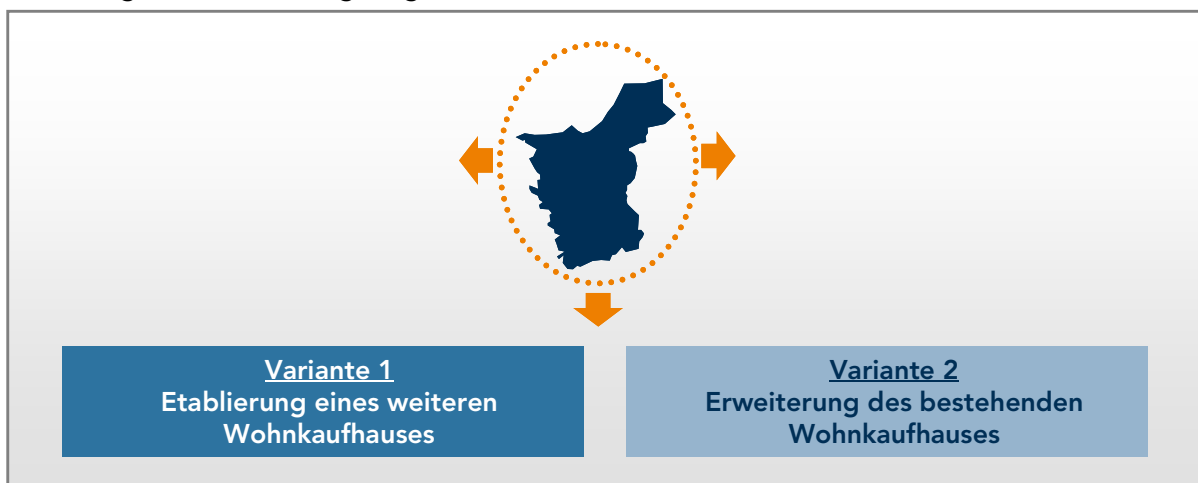 Variante 1
Etablierung eines weiteren
Wohnkaufhauses
Variante 2
Erweiterung des bestehenden
Wohnkaufhauses